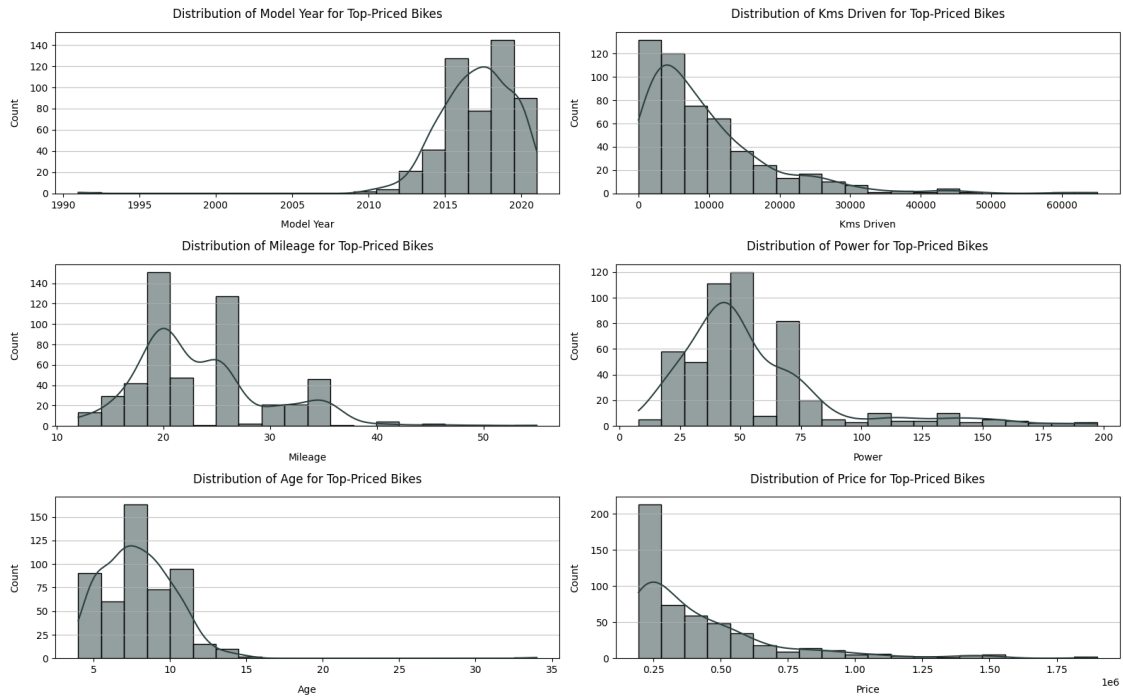 Distribution of Model Year for Top-Priced Bikes
140
120
100
80
60
40
20
0
Count
1990 1995 2000 2005 2010 2015 2020
Model Year
Distribution of Kms Driven for Top-Priced Bikes
120
100
80
60
40
20
0
Count
0 10000 20000 30000 40000 50000 60000
Kms Driven
Distribution of Mileage for Top-Priced Bikes
140
120
100
80
60
40
20
0
Count
10 20 30 40 50
Mileage
Distribution of Power for Top-Priced Bikes
120
100
80
60
40
20
0
Count
0 25 50 75 100 125 150 175 200
Power
Distribution of Age for Top-Priced Bikes
150
125
100
75
50
25
0
Count
5 10 15 20 25 30 35
Age
Distribution of Price for Top-Priced Bikes
200
150
100
50
0
Count
0.25 0.50 0.75 1.00 1.25 1.50 1.75
1e6
Price